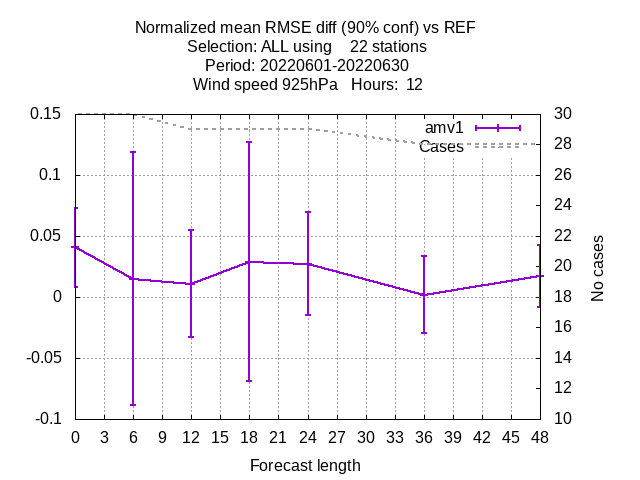 Normalized mean RMSE diff (90% conf) vs REF
Selection: ALL using    22 stations
Period: 20220601-20220630
Wind speed 925hPa   Hours:  12
0.15
0.1
0.05
0
-0.05
-0.1
30
28
26
24
22
20
18
16
14
12
10
amv1
Cases
No cases
0 3 6 9 12 15 18 21 24 27 30 33 36 39 42 45 48
Forecast length